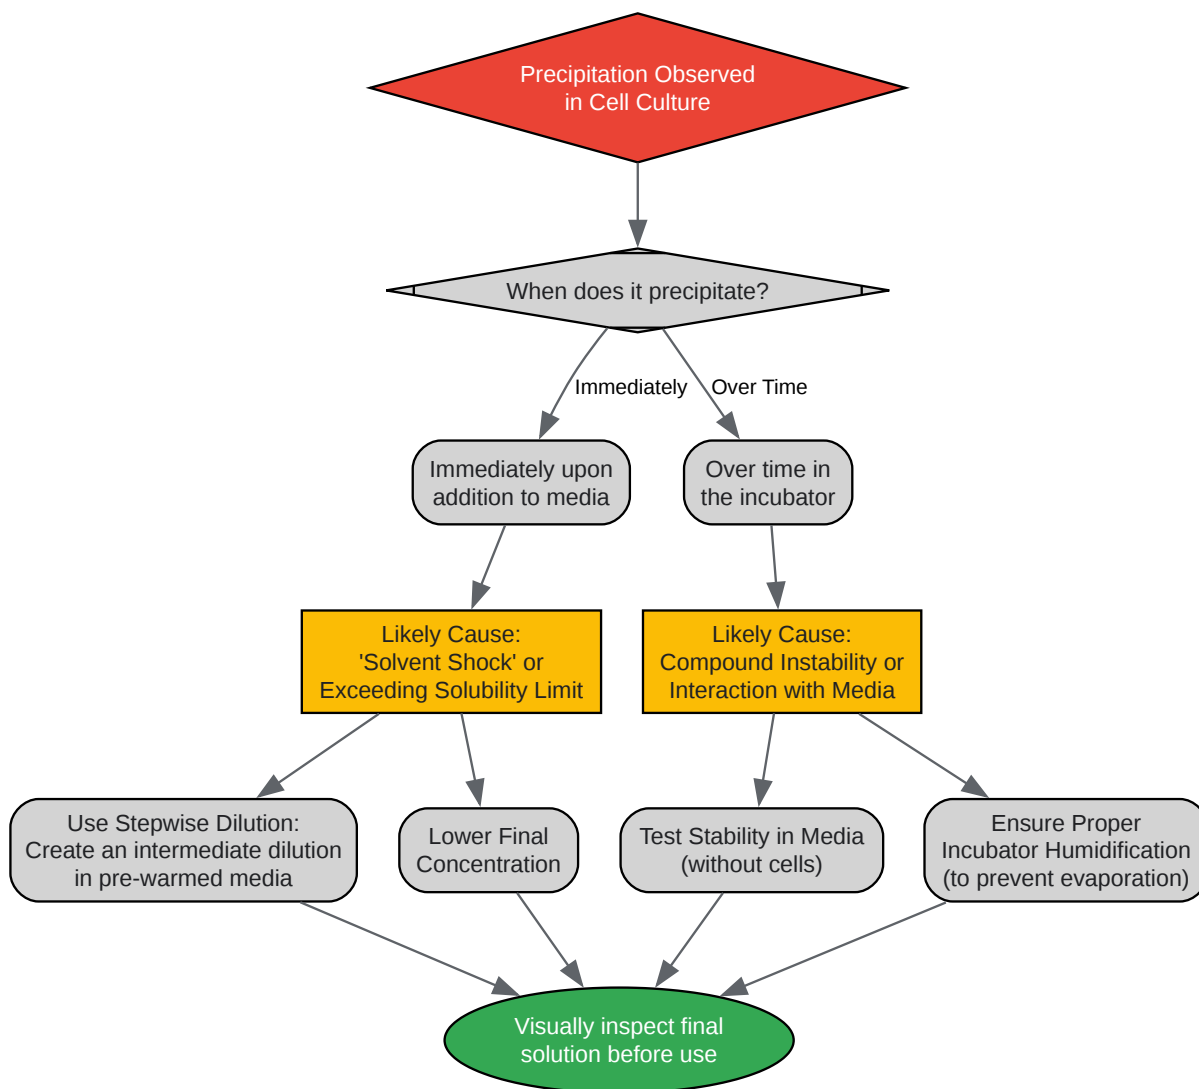 Precipitation Observed
in Cell Culture
When does it precipitate?
Immediately
Over Time
Immediately upon
addition to media
Over time in
the incubator
Likely Cause:
'Solvent Shock' or
Exceeding Solubility Limit
Likely Cause:
Compound Instability or
Interaction with Media
Use Stepwise Dilution:
Create an intermediate dilution
in pre-warmed media
Lower Final
Concentration
Test Stability in Media
(without cells)
Ensure Proper
Incubator Humidification
(to prevent evaporation)
Visually inspect final
solution before use